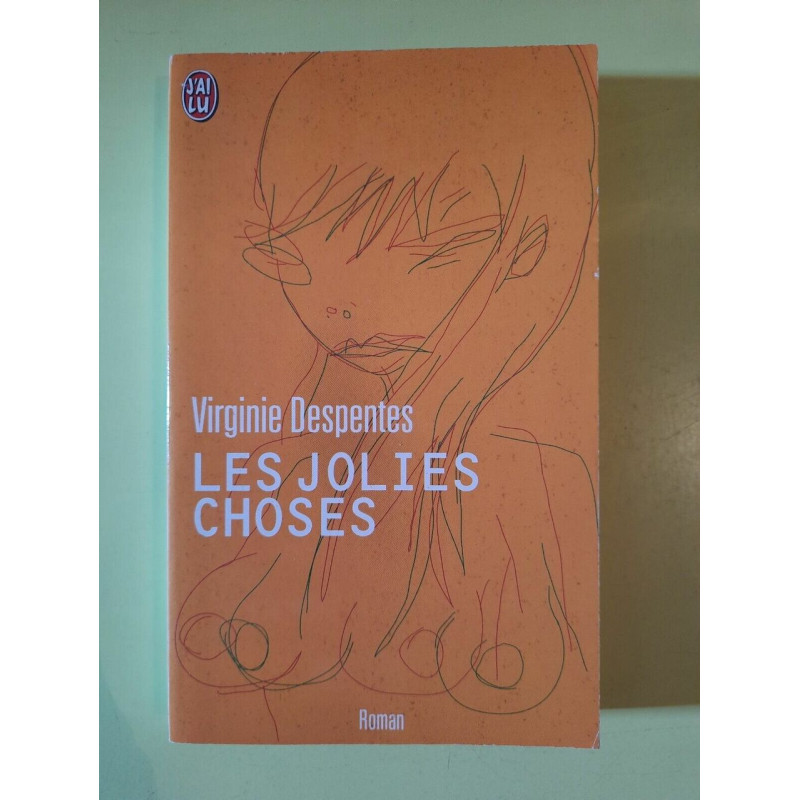 J'AI
LU
Virginie Despentes
LES JOLIES
CHOSES
Roman